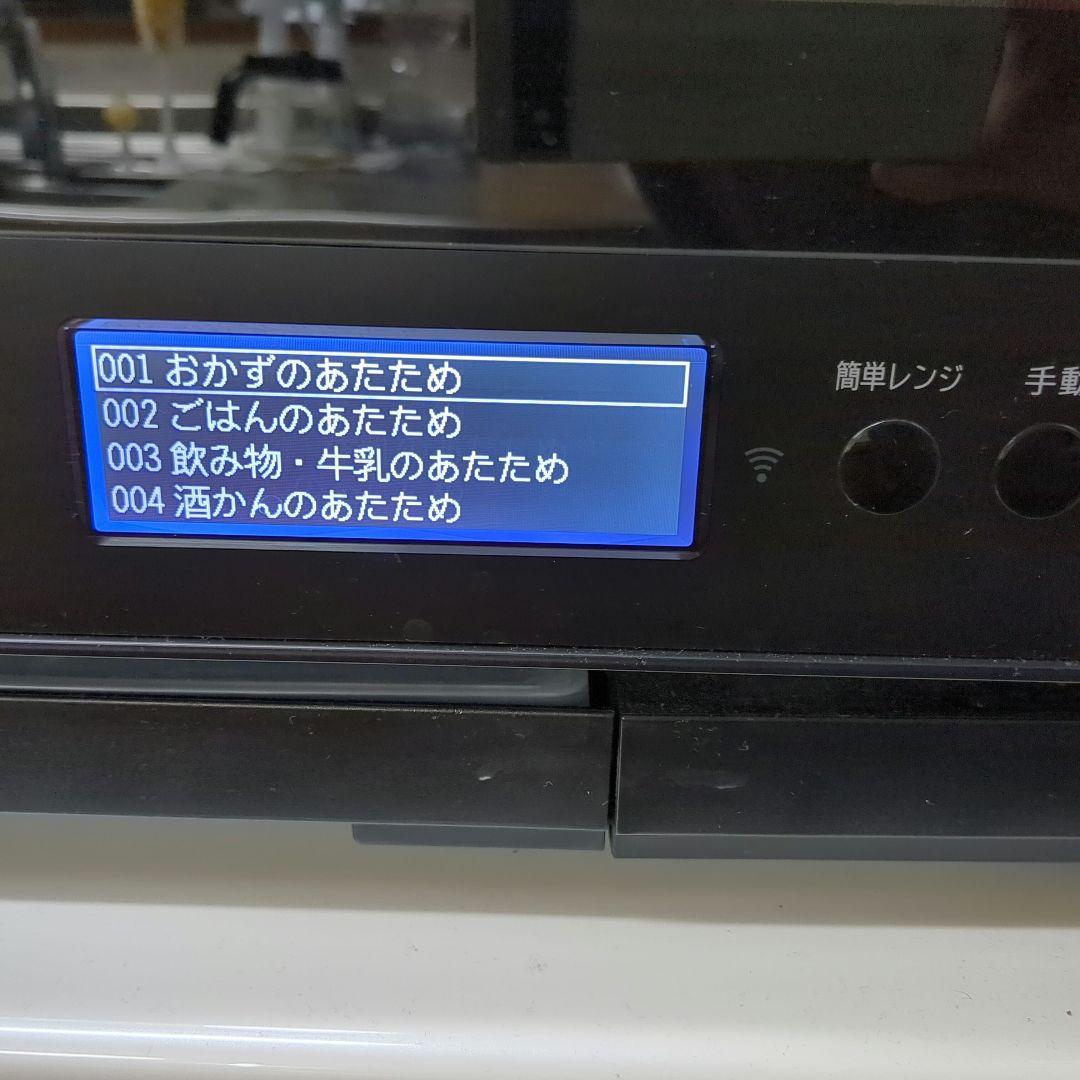 001 おかずのあたため
002 ごはんのあたため
003 飲み物・牛乳のあたため
004 酒かんのあたため
簡単レンジ
手動